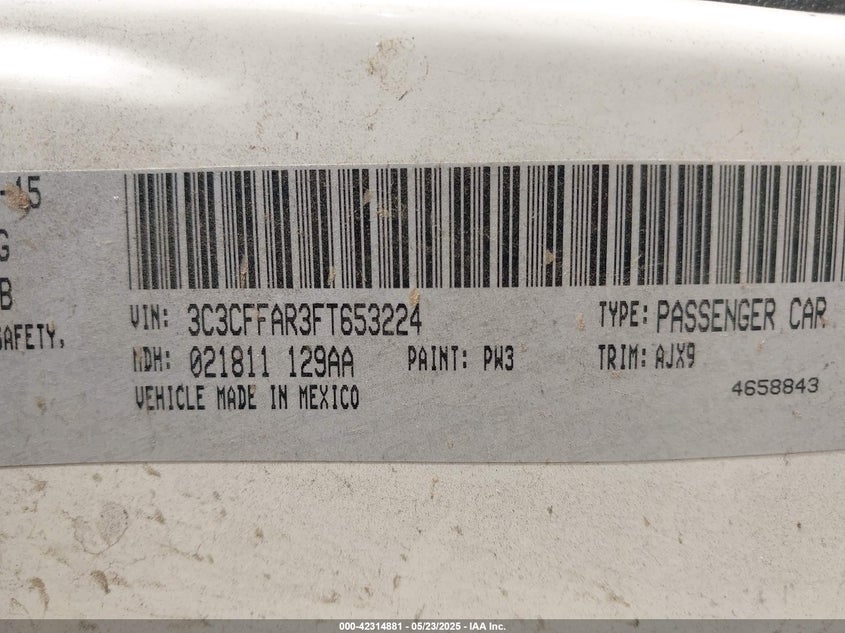 -15
G
B
SAFETY,
VIN: 3C3CFFAR3FT653224 TYPE: PASSENGER CAR
MDH: 021811 129AA PAINT: PW3 TRIM: AJX9
VEHICLE MADE IN MEXICO
4658843
000-42314881 - 05/23/2025 - IAA Inc.